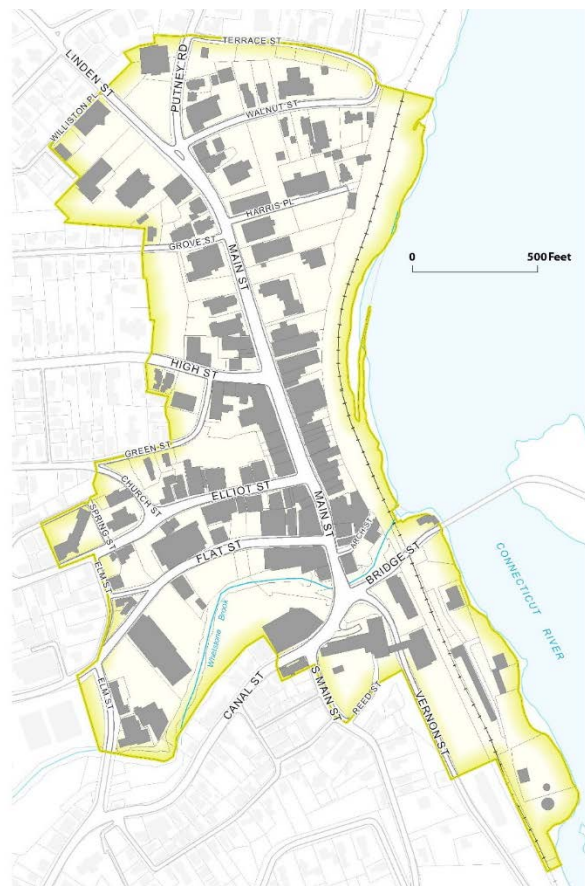 TERRACE ST
LINDEN ST
PUTNEY RD
WALNUT ST
WILLISTON PL
HARRIS PL
GROVE ST
MAIN ST
0 500 Feet
HIGH ST
GREEN ST
CHURCH ST
ELLIOT ST
MAIN ST
SPRING ST
ARCH ST
FLAT ST
BRIDGE ST
ELM ST
CONNECTICUT RIVER
Whetstone Brook
ELM ST
CANAL ST
S MAIN ST
REED ST
VERNON ST